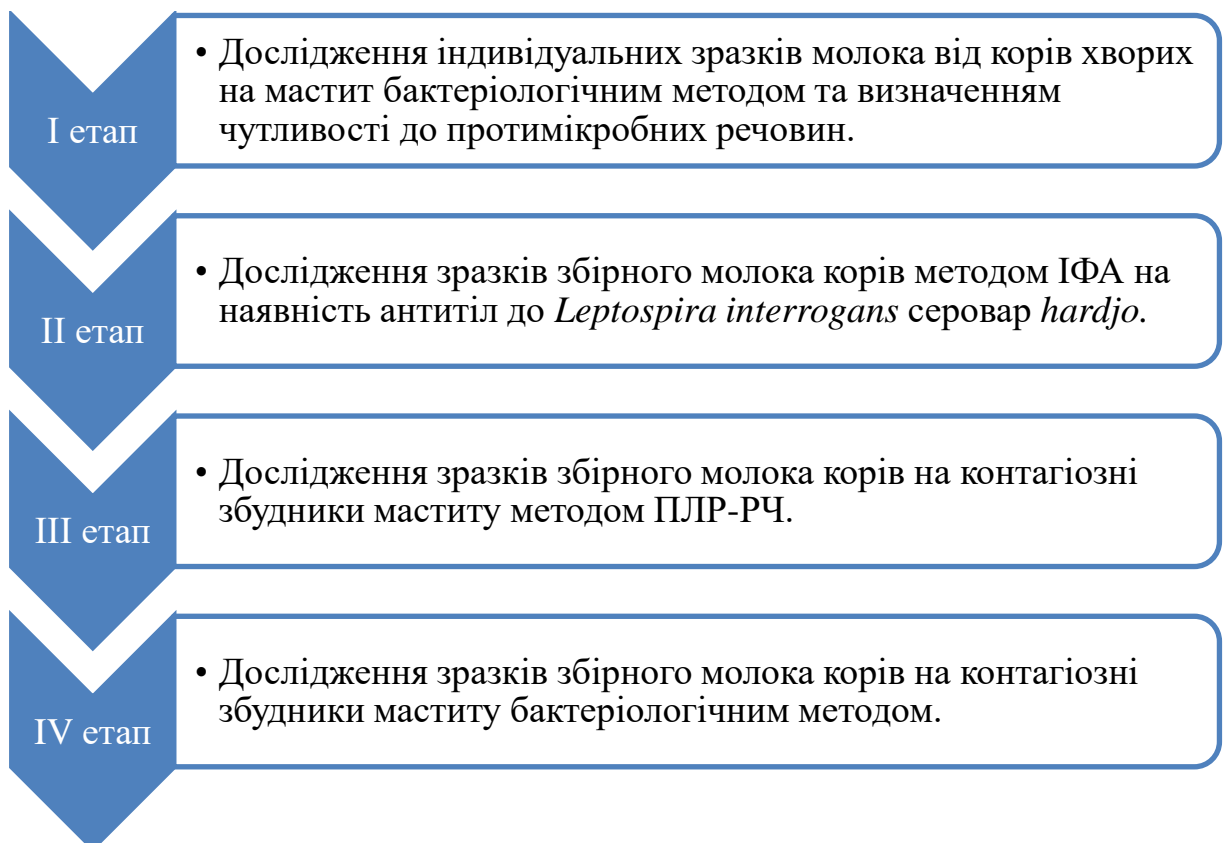 І етап
• Дослідження індивідуальних зразків молока від корів хворих
на мастит бактеріологічним методом та визначенням
чутливості до протимікробних речовин.
ІІ етап
• Дослідження зразків збірного молока корів методом ІФА на
наявність антитіл до Leptospira interrogans серовар hardjo.
ІІІ етап
• Дослідження зразків збірного молока корів на контагіозні
збудники маститу методом ПЛР-РЧ.
IV етап
• Дослідження зразків збірного молока корів на контагіозні
збудники маститу бактеріологічним методом.